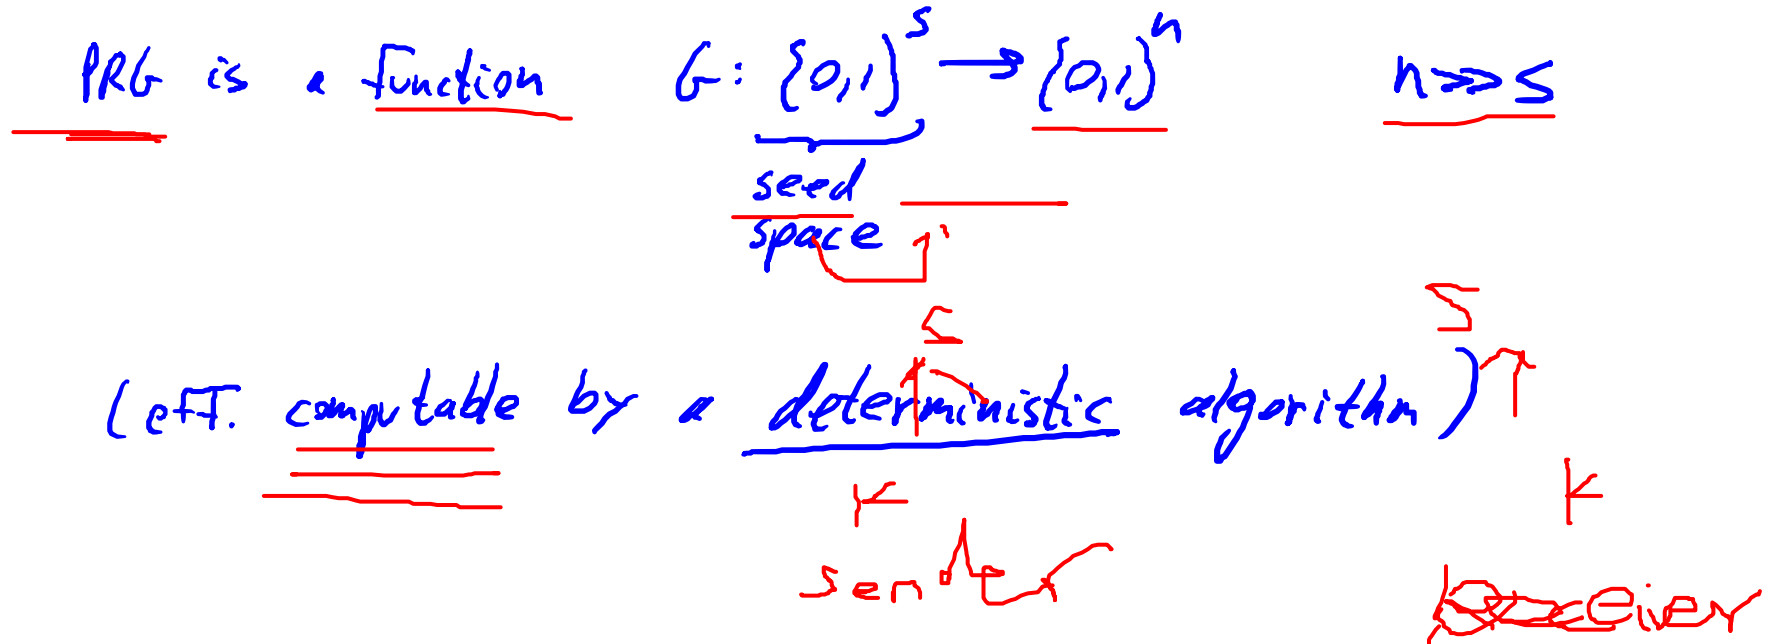 PRG is a function G: {0,1}^s → {0,1}^n n >> s
seed
space
(eff. computable by a deterministic algorithm)
k k
sender